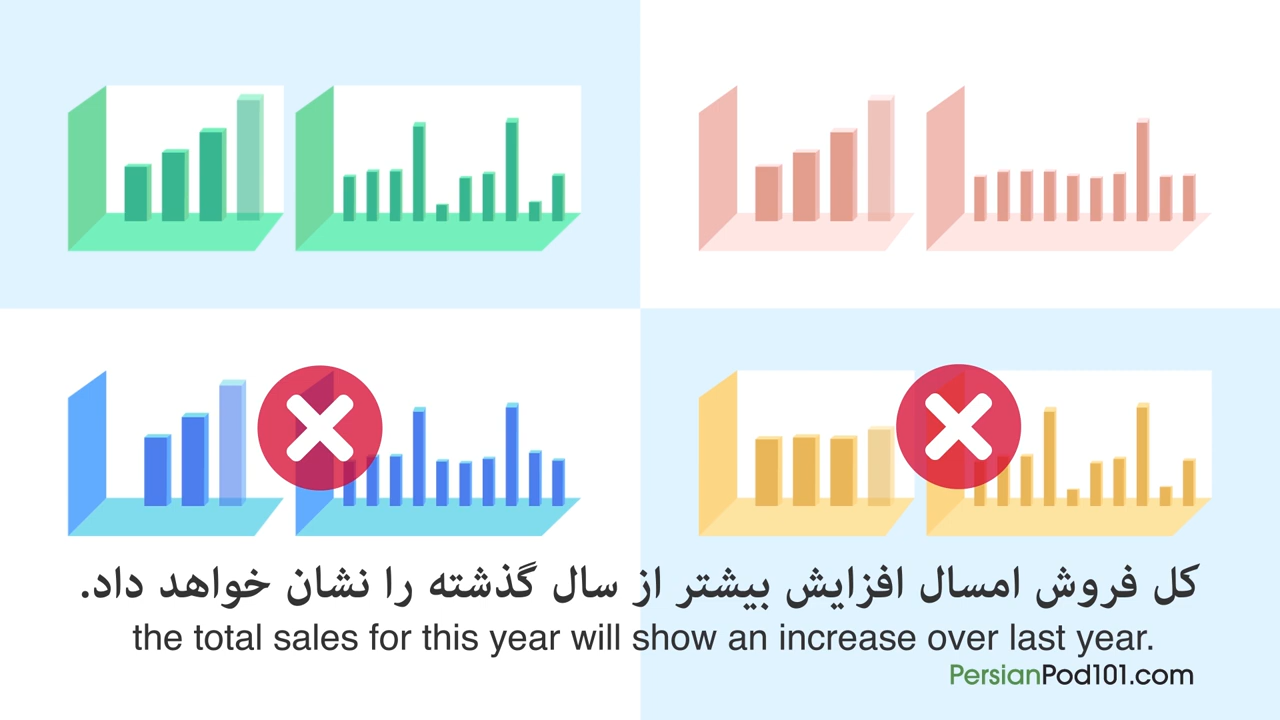 کل فروش امسال افزایش بیشتر از سال گذشته را نشان خواهد داد.
the total sales for this year will show an increase over last year.
PersianPod101.com